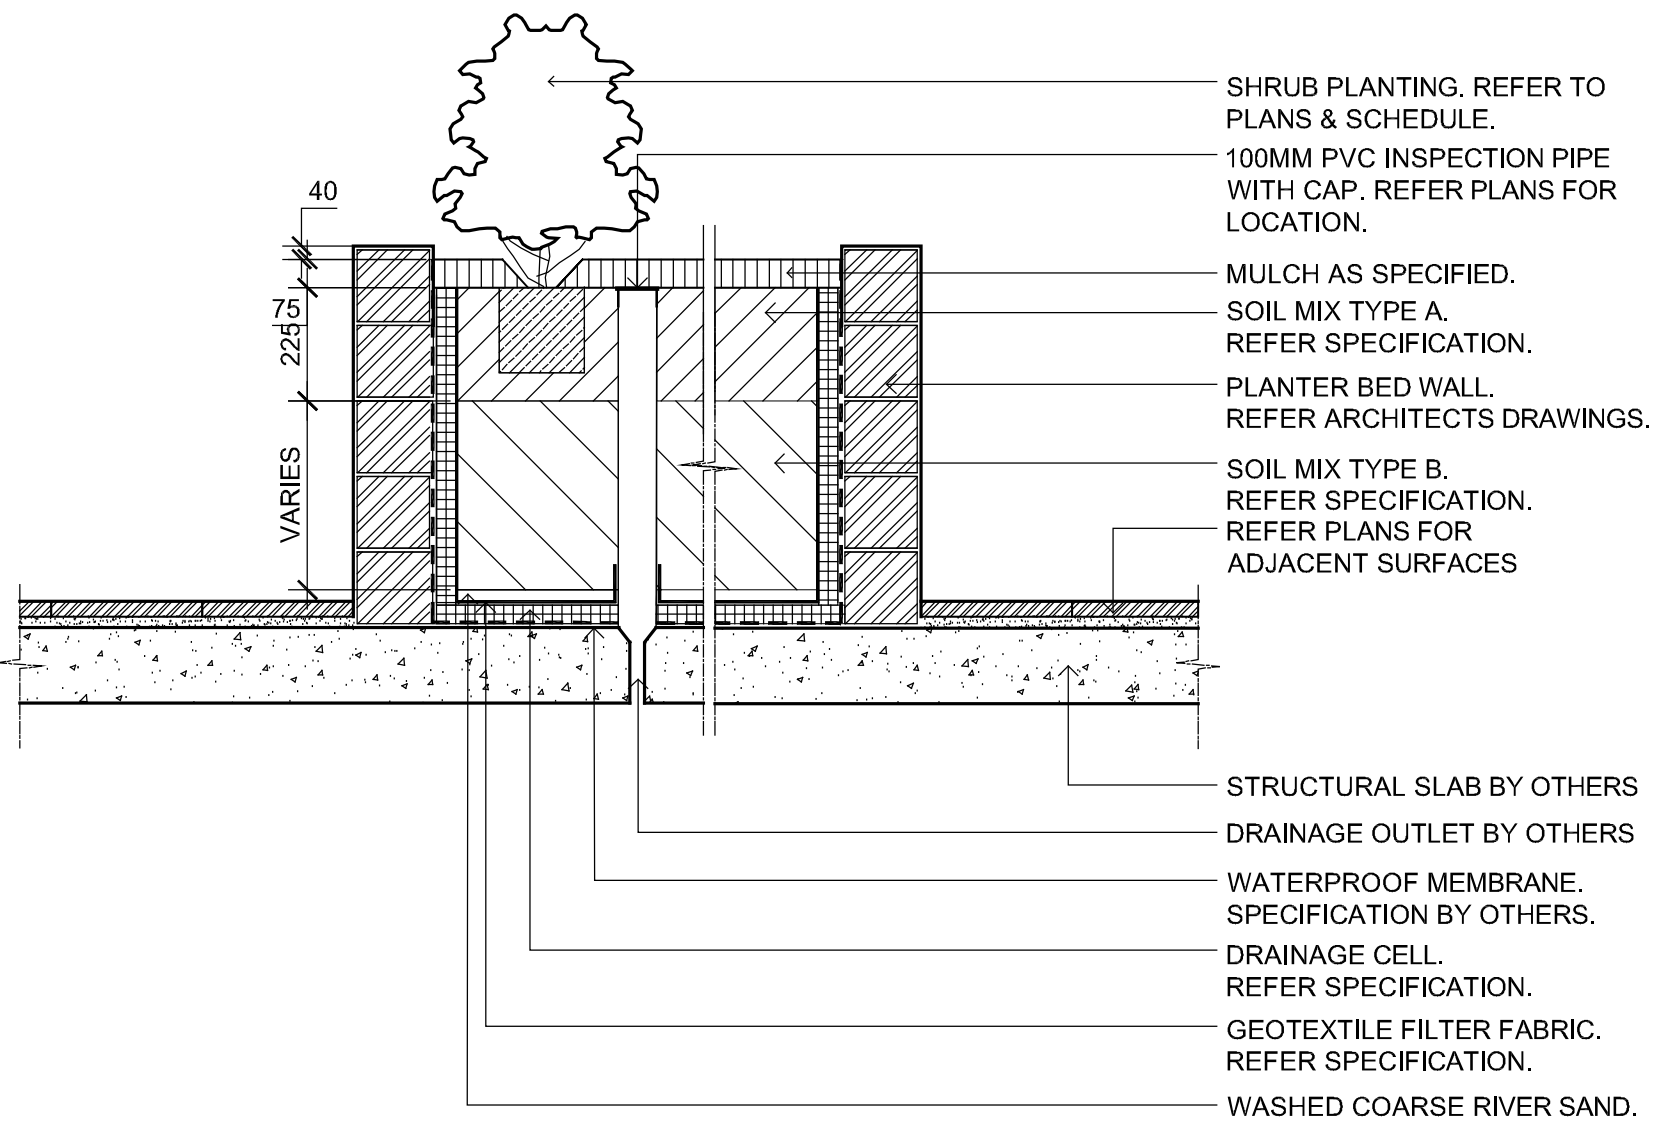 SHRUB PLANTING. REFER TO
PLANS & SCHEDULE.
100MM PVC INSPECTION PIPE
WITH CAP. REFER PLANS FOR
LOCATION.
40
MULCH AS SPECIFIED.
75
SOIL MIX TYPE A.
REFER SPECIFICATION.
225
PLANTER BED WALL.
REFER ARCHITECTS DRAWINGS.
VARIES
SOIL MIX TYPE B.
REFER SPECIFICATION.
REFER PLANS FOR
ADJACENT SURFACES
STRUCTURAL SLAB BY OTHERS
DRAINAGE OUTLET BY OTHERS
WATERPROOF MEMBRANE.
SPECIFICATION BY OTHERS.
DRAINAGE CELL.
REFER SPECIFICATION.
GEOTEXTILE FILTER FABRIC.
REFER SPECIFICATION.
WASHED COARSE RIVER SAND.